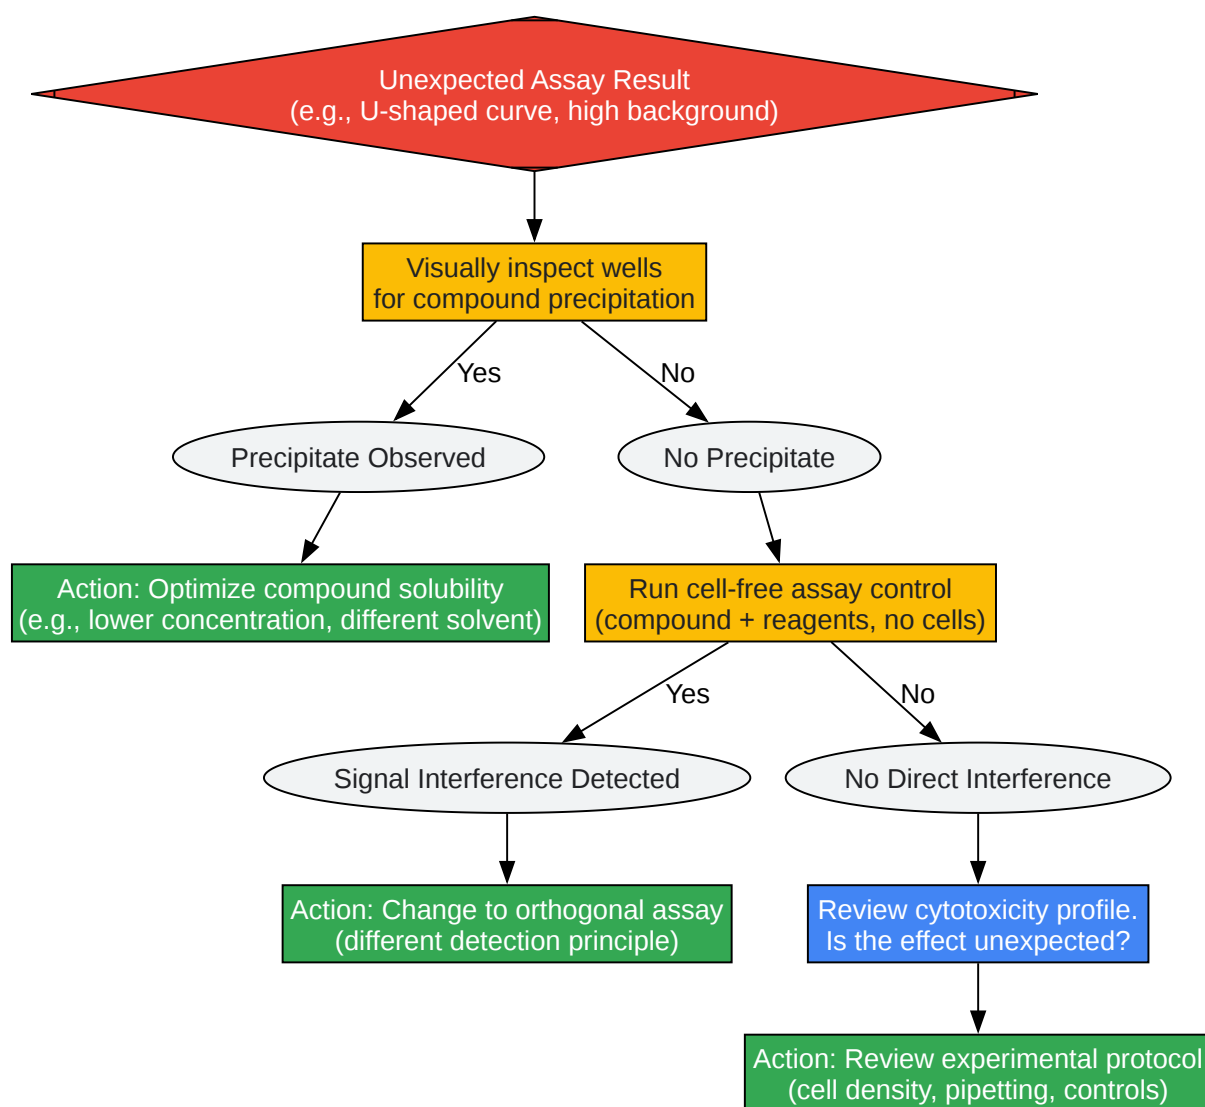 Unexpected Assay Result
(e.g., U-shaped curve, high background)
Visually inspect wells
for compound precipitation
Yes
No
Precipitate Observed
No Precipitate
Action: Optimize compound solubility
(e.g., lower concentration, different solvent)
Run cell-free assay control
(compound + reagents, no cells)
Yes
No
Signal Interference Detected
No Direct Interference
Action: Change to orthogonal assay
(different detection principle)
Review cytotoxicity profile.
Is the effect unexpected?
Action: Review experimental protocol
(cell density, pipetting, controls)